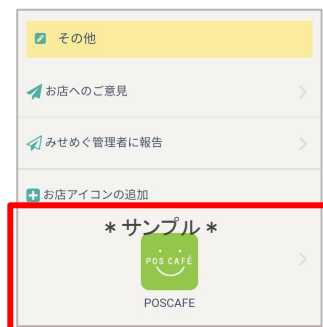 その他
お店へのご意見
みせめぐ管理者に報告
お店アイコンの追加
＊サンプル＊
POS CAFÉ
POSCAFE